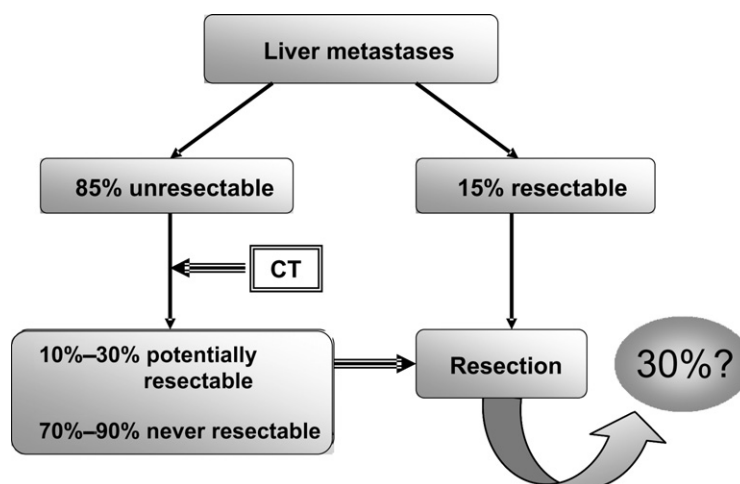 Liver metastases
85% unresectable
15% resectable
CT
10%–30% potentially
resectable
70%–90% never resectable
Resection
30%?